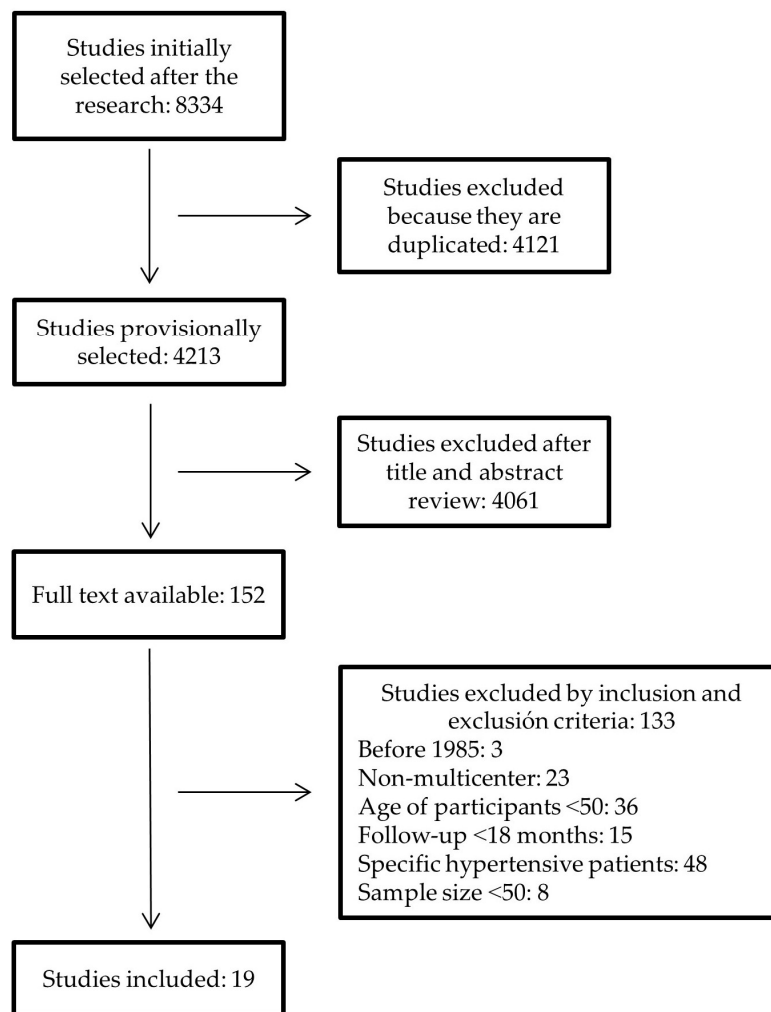 Studies initially
selected after the
research: 8334
Studies excluded
because they are
duplicated: 4121
Studies provisionally
selected: 4213
Studies excluded after
title and abstract
review: 4061
Full text available: 152
Studies excluded by inclusion and
exclusión criteria: 133
Before 1985: 3
Non-multicenter: 23
Age of participants <50: 36
Follow-up <18 months: 15
Specific hypertensive patients: 48
Sample size <50: 8
Studies included: 19